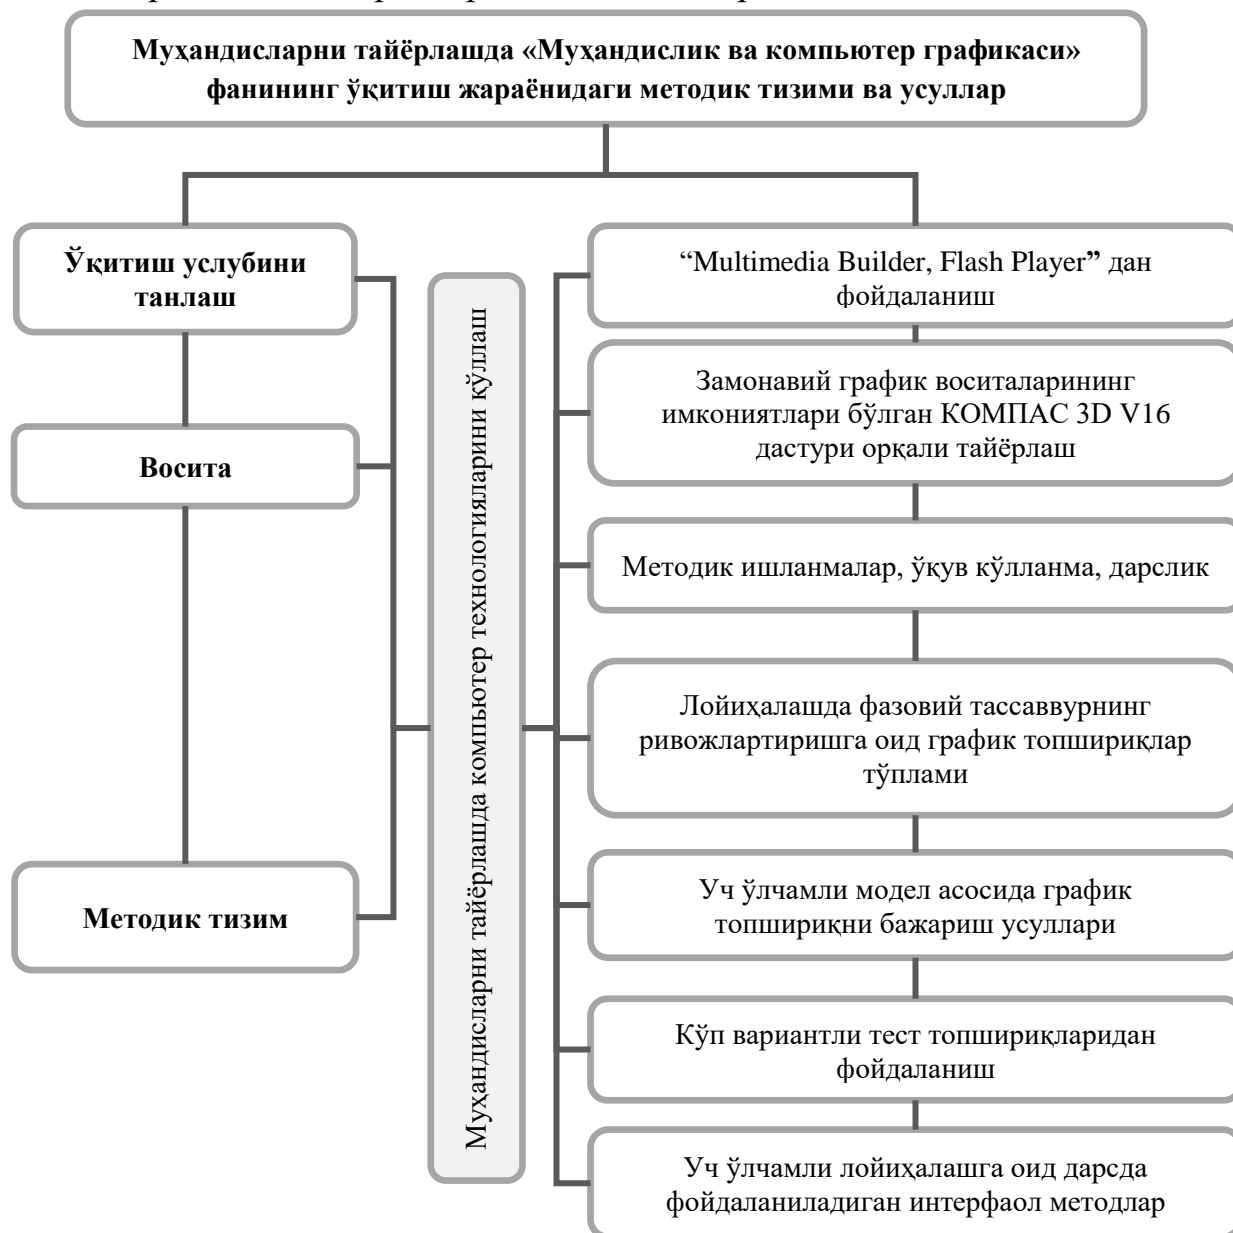 Муҳандисларни тайёрлашда «Муҳандислик ва компьютер графикаси»
фанининг ўқитиш жараёнидаги методик тизими ва усуллар
Ўқитиш услубини
танлаш
Восита
Методик тизим
Муҳандисларни тайёрлашда компьютер технологияларини қўллаш
“Multimedia Builder, Flash Player” дан
фойдаланиш
Замонавий график воситаларининг
имкониятлари бўлган КОМПАС 3D V16
дастури орқали тайёрлаш
Методик ишланмалар, ўқув кўлланма, дарслик
Лойиҳалашда фазовий тассаввурнинг
ривожлартиришга оид график топшириқлар
тўплами
Уч ўлчамли модел асосида график
топшириқни бажариш усуллари
Кўп вариантли тест топшириқларидан
фойдаланиш
Уч ўлчамли лойиҳалашга оид дарсда
фойдаланиладиган интерфаол методлар